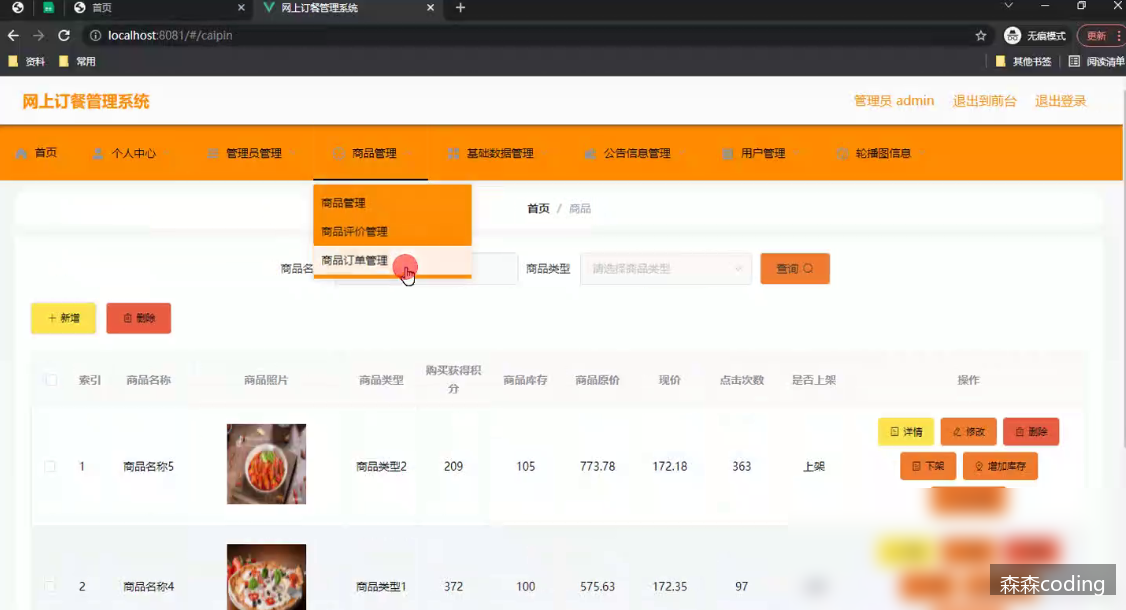 首页
网上订餐管理系统
localhost:8081/#/caipin
无痕模式
更新
资料
常用
其他书签
阅读清单
网上订餐管理系统
管理员 admin
退出到前台
退出登录
首页
个人中心
管理员管理
商品管理
基础数据管理
公告信息管理
用户管理
轮播图信息
商品管理
商品评价管理
商品订单管理
首页 / 商品
商品名
商品类型
请选择商品类型
查询
+ 新增
删除
索引
商品名称
商品照片
商品类型
购买获得积
分
商品库存
商品原价
现价
点击次数
是否上架
操作
1
商品名称5
商品类型2
209
105
773.78
172.18
363
上架
详情
修改
删除
下架
增加库存
2
商品名称4
商品类型1
372
100
575.63
172.35
97
森森coding